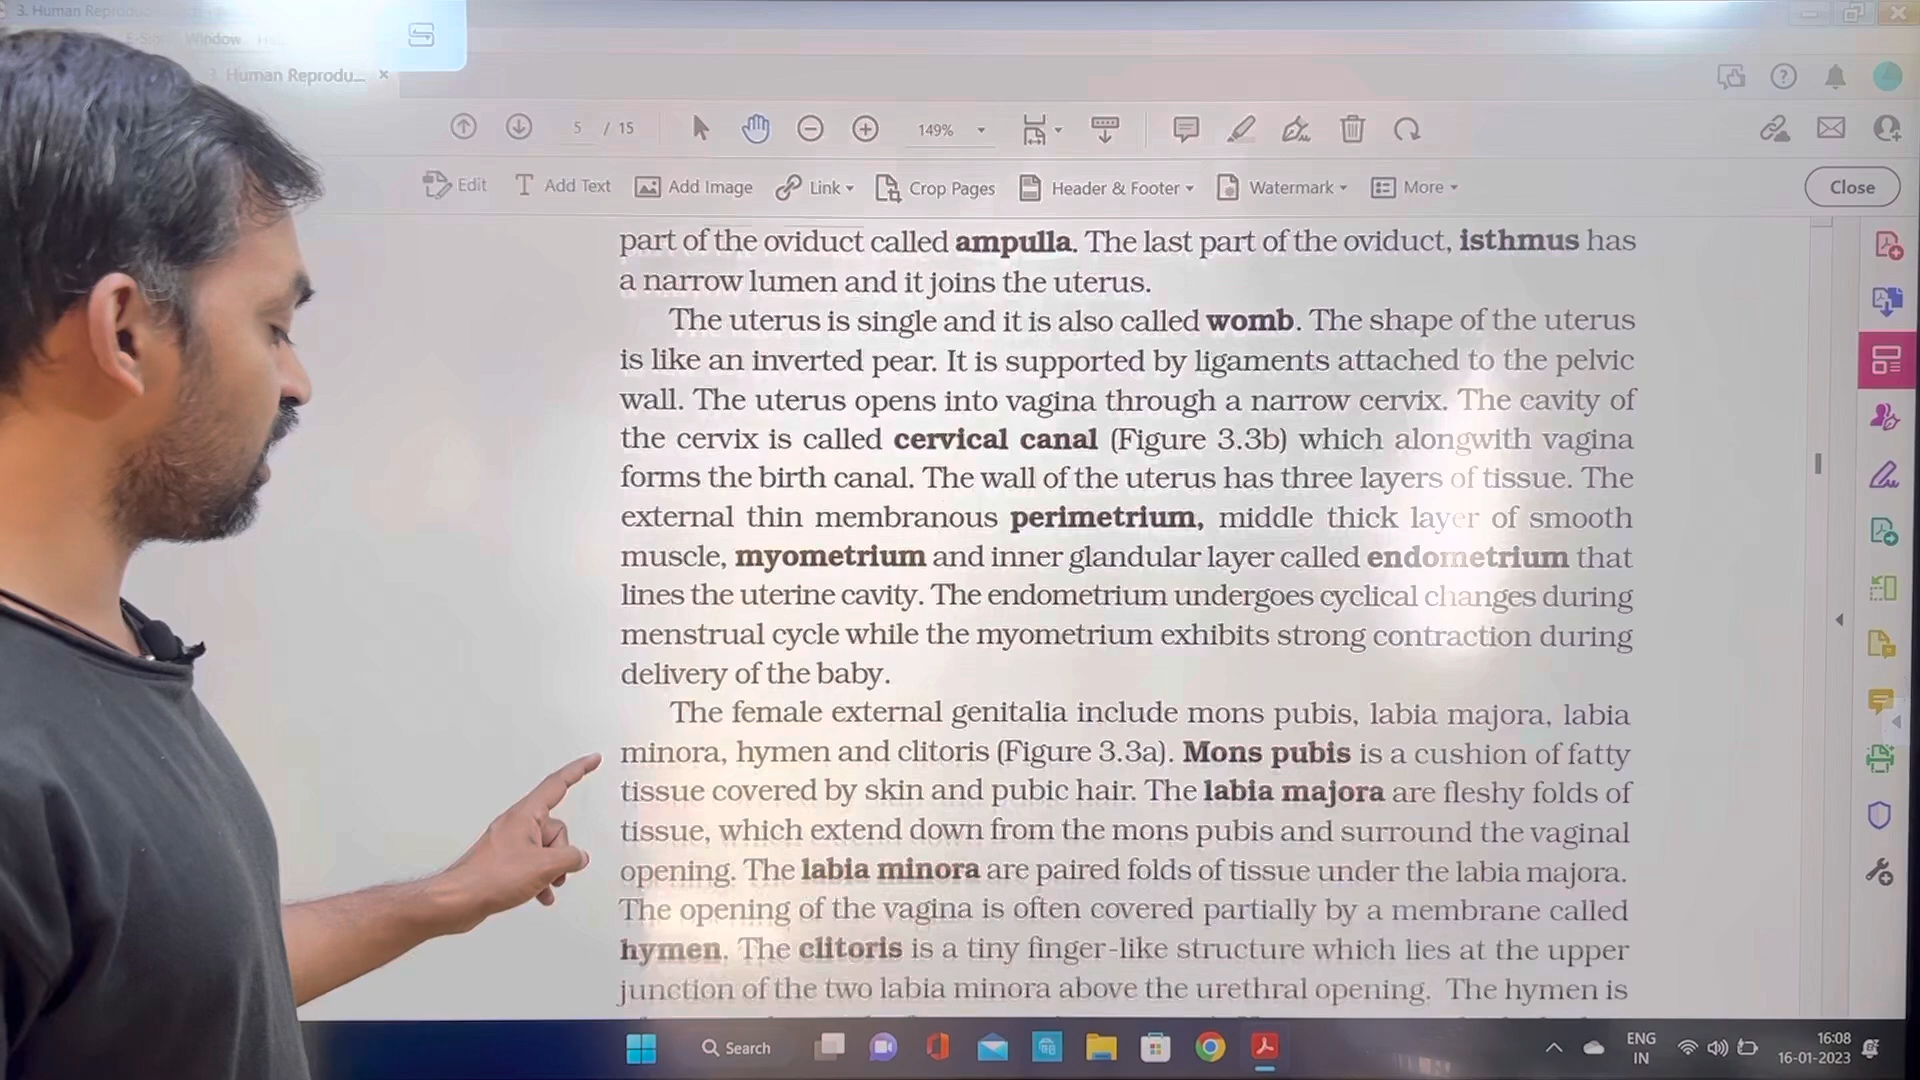 3. Human Reprodu
E-Sign Window
3. Human Reprodu... ×
5 / 15 149%
Edit Add Text Add Image Link Crop Pages Header & Footer Watermark More Close
part of the oviduct called ampulla. The last part of the oviduct, isthmus has
a narrow lumen and it joins the uterus.
The uterus is single and it is also called womb. The shape of the uterus
is like an inverted pear. It is supported by ligaments attached to the pelvic
wall. The uterus opens into vagina through a narrow cervix. The cavity of
the cervix is called cervical canal (Figure 3.3b) which alongwith vagina
forms the birth canal. The wall of the uterus has three layers of tissue. The
external thin membranous perimetrium, middle thick layer of smooth
muscle, myometrium and inner glandular layer called endometrium that
lines the uterine cavity. The endometrium undergoes cyclical changes during
menstrual cycle while the myometrium exhibits strong contraction during
delivery of the baby.
The female external genitalia include mons pubis, labia majora, labia
minora, hymen and clitoris (Figure 3.3a). Mons pubis is a cushion of fatty
tissue covered by skin and pubic hair. The labia majora are fleshy folds of
tissue, which extend down from the mons pubis and surround the vaginal
opening. The labia minora are paired folds of tissue under the labia majora.
The opening of the vagina is often covered partially by a membrane called
hymen. The clitoris is a tiny finger-like structure which lies at the upper
junction of the two labia minora above the urethral opening. The hymen is
Search
ENG
IN
16:08
16-01-2023